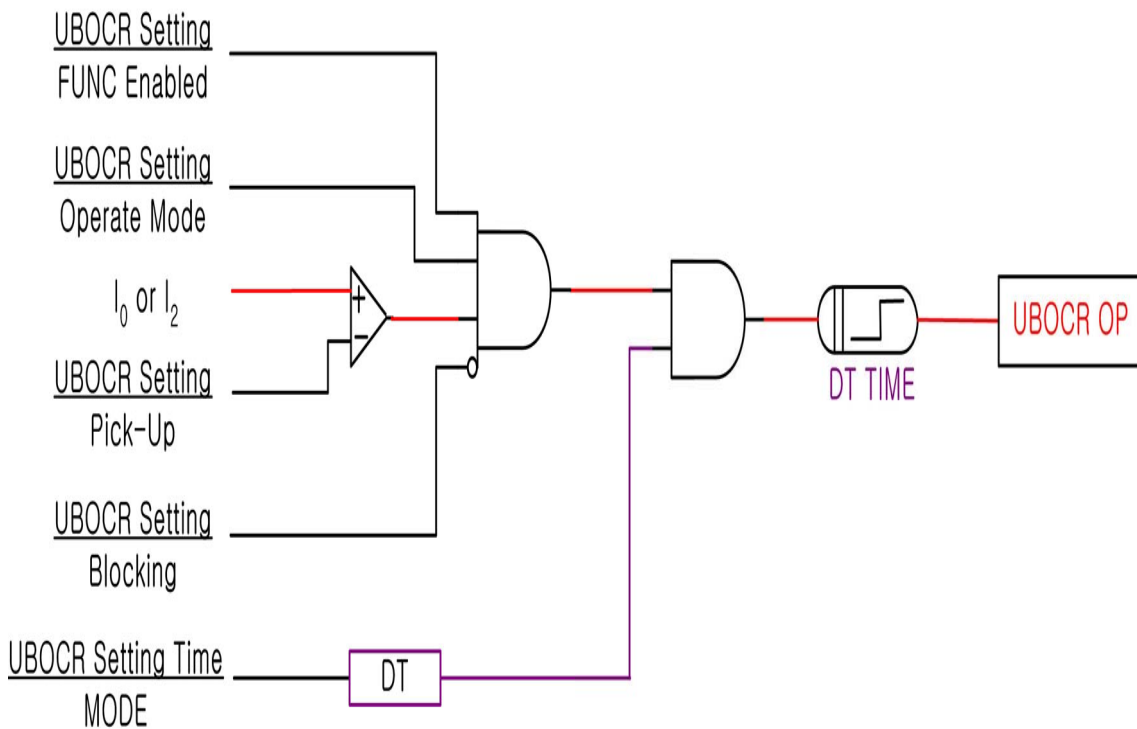 UBOCR Setting
FUNC Enabled
UBOCR Setting
Operate Mode
I0 or I2
+
−
UBOCR Setting
Pick-Up
UBOCR Setting
Blocking
UBOCR Setting Time
MODE
DT
DT TIME
UBOCR OP